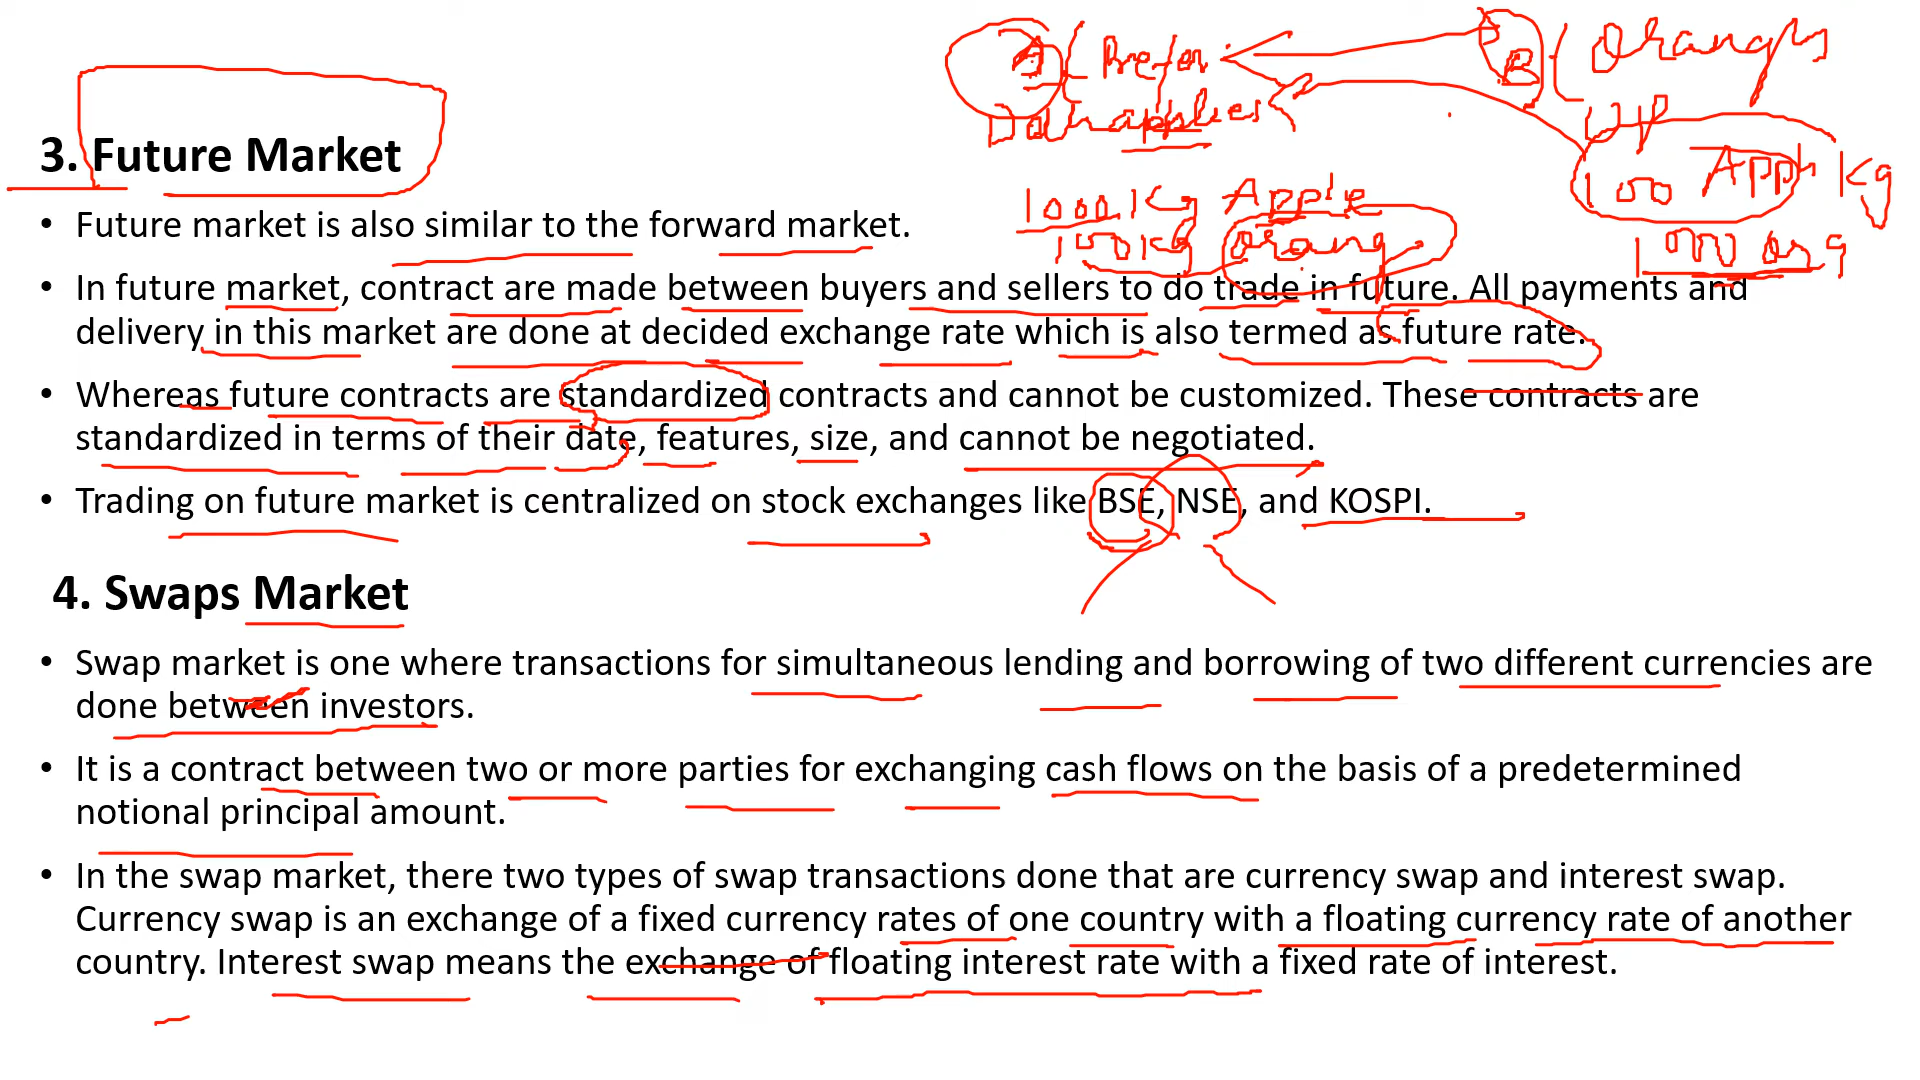 A Prefer
B Orangs
apples
100 Apple Kg
1000 Kg Apple
100 kg orang
1000 org
3. Future Market
• Future market is also similar to the forward market.
• In future market, contract are made between buyers and sellers to do trade in future. All payments and
delivery in this market are done at decided exchange rate which is also termed as future rate.
• Whereas future contracts are standardized contracts and cannot be customized. These contracts are
standardized in terms of their date, features, size, and cannot be negotiated.
• Trading on future market is centralized on stock exchanges like BSE, NSE, and KOSPI.
4. Swaps Market
• Swap market is one where transactions for simultaneous lending and borrowing of two different currencies are
done between investors.
• It is a contract between two or more parties for exchanging cash flows on the basis of a predetermined
notional principal amount.
• In the swap market, there two types of swap transactions done that are currency swap and interest swap.
Currency swap is an exchange of a fixed currency rates of one country with a floating currency rate of another
country. Interest swap means the exchange of floating interest rate with a fixed rate of interest.